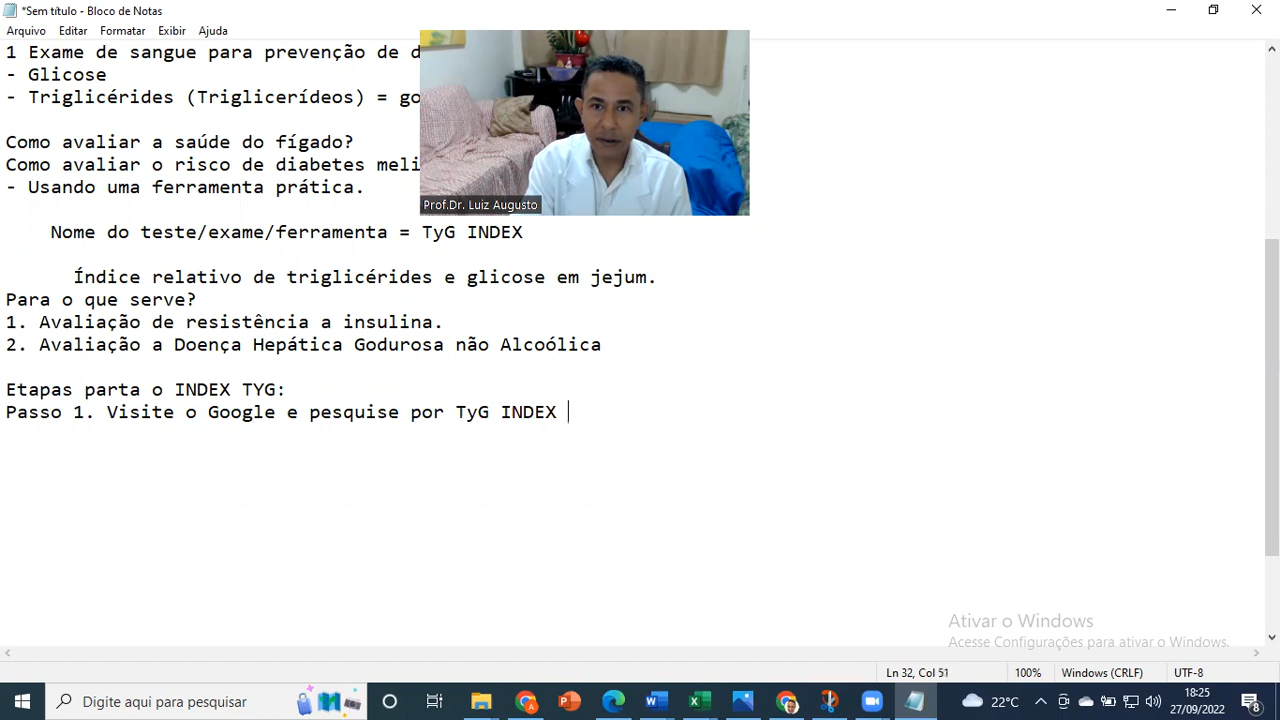 *Sem título - Bloco de Notas
Arquivo Editar Formatar Exibir Ajuda
1 Exame de sangue para prevenção de d
- Glicose
- Triglicérides (Triglicerídeos) = go
Como avaliar a saúde do fígado?
Como avaliar o risco de diabetes meli
- Usando uma ferramenta prática.
Prof.Dr. Luiz Augusto
Nome do teste/exame/ferramenta = TyG INDEX
Índice relativo de triglicérides e glicose em jejum.
Para o que serve?
1. Avaliação de resistência a insulina.
2. Avaliação a Doença Hepática Godurosa não Alcoólica
Etapas parta o INDEX TYG:
Passo 1. Visite o Google e pesquise por TyG INDEX
Ativar o Windows
Acesse Configurações para ativar o Windows.
Ln 32, Col 51 100% Windows (CRLF) UTF-8
Digite aqui para pesquisar 22°C 18:25
27/09/2022 8